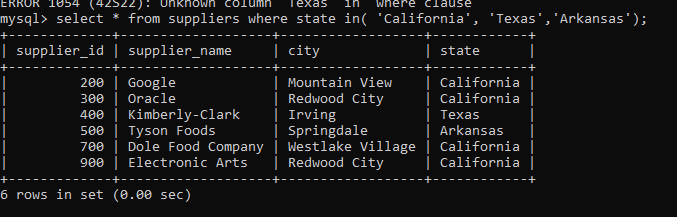 ERROR 1054 (42S22): Unknown column 'Texas' in 'where clause'
mysql> select * from suppliers where state in( 'California', 'Texas','Arkansas');
+-------------+-------------------+------------------+------------+
| supplier_id | supplier_name     | city             | state      |
+-------------+-------------------+------------------+------------+
|         200 | Google            | Mountain View    | California |
|         300 | Oracle            | Redwood City     | California |
|         400 | Kimberly-Clark    | Irving           | Texas      |
|         500 | Tyson Foods       | Springdale       | Arkansas   |
|         700 | Dole Food Company | Westlake Village | California |
|         900 | Electronic Arts   | Redwood City     | California |
+-------------+-------------------+------------------+------------+
6 rows in set (0.00 sec)